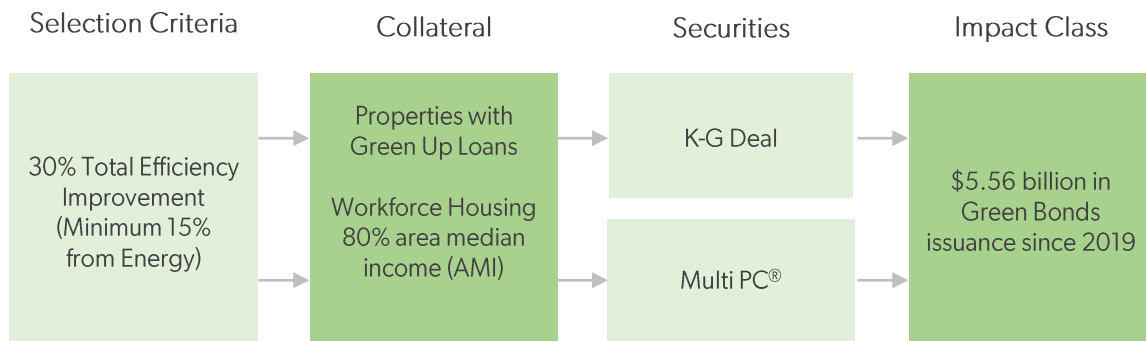 Selection Criteria
Collateral
Securities
Impact Class
30% Total Efficiency
Improvement
(Minimum 15%
from Energy)
Properties with
Green Up Loans
Workforce Housing
80% area median
income (AMI)
K-G Deal
Multi PC®
$5.56 billion in
Green Bonds
issuance since 2019